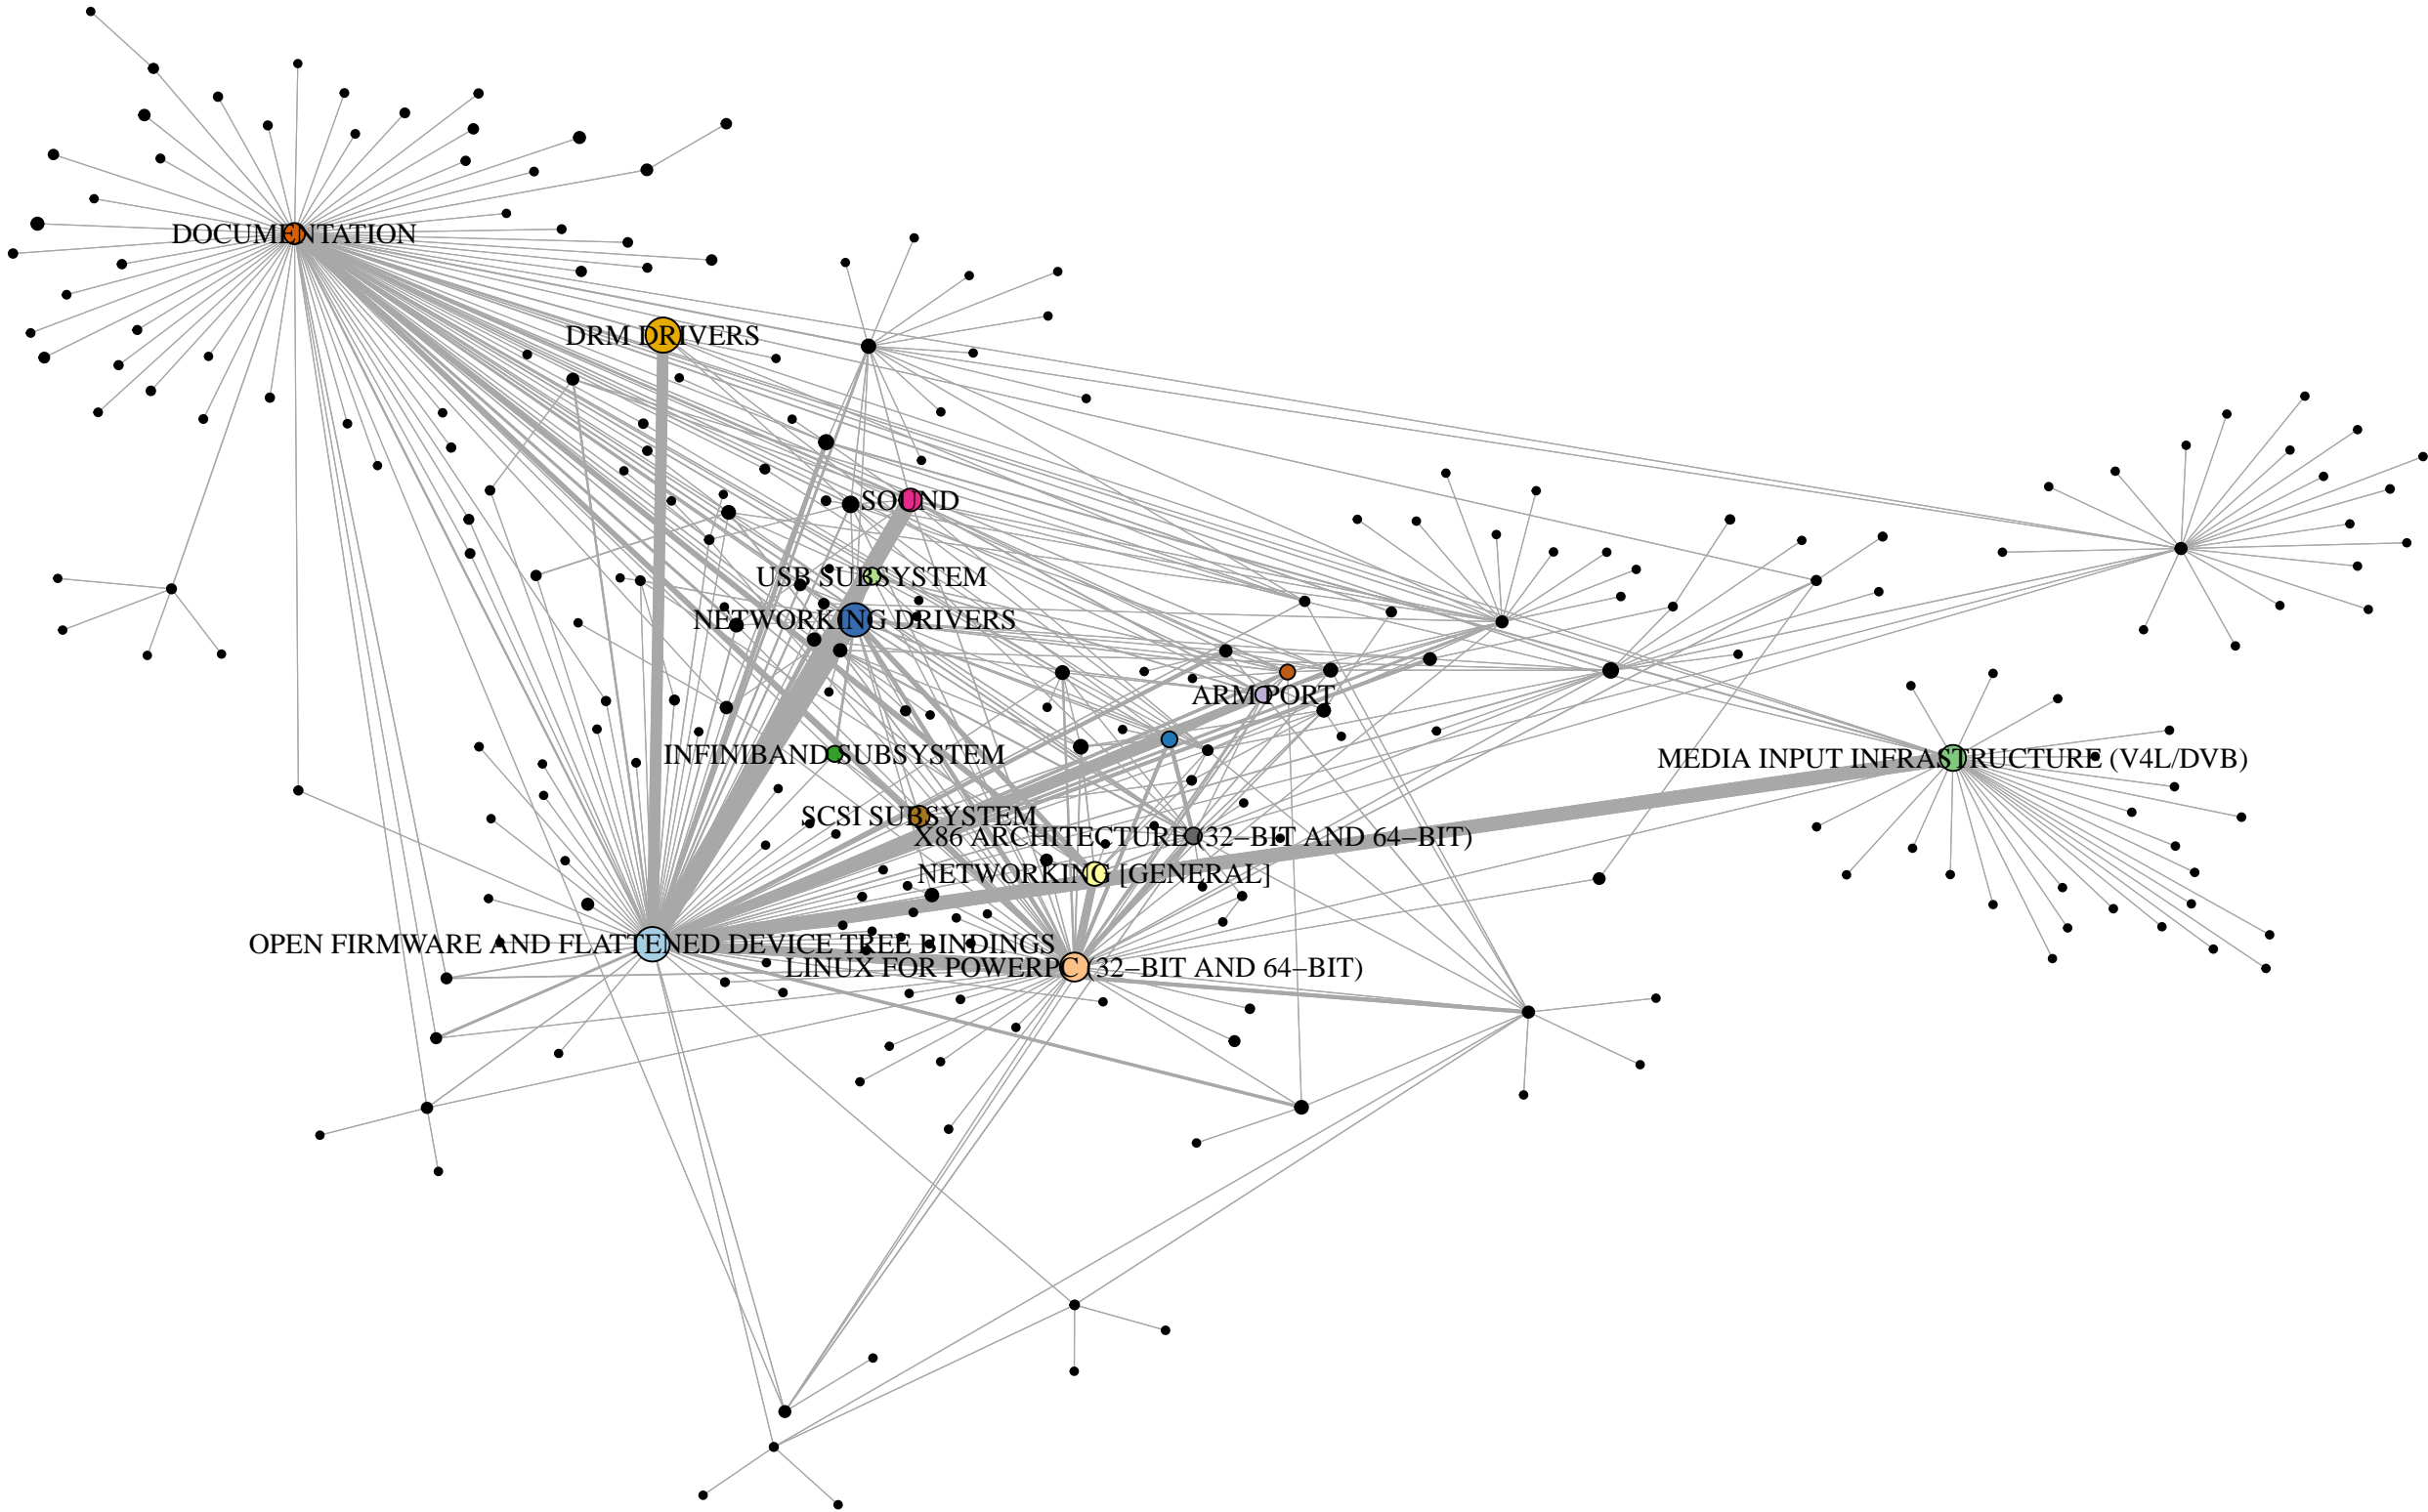 DOCUMENTATION
DRM DRIVERS
SOUND
USB SUBSYSTEM
NETWORKING DRIVERS
ARM PORT
INFINIBAND SUBSYSTEM
MEDIA INPUT INFRASTRUCTURE (V4L/DVB)
SCSI SUBSYSTEM
X86 ARCHITECTURE (32−BIT AND 64−BIT)
NETWORKING [GENERAL]
OPEN FIRMWARE AND FLATTENED DEVICE TREE BINDINGS
LINUX FOR POWERPC (32−BIT AND 64−BIT)